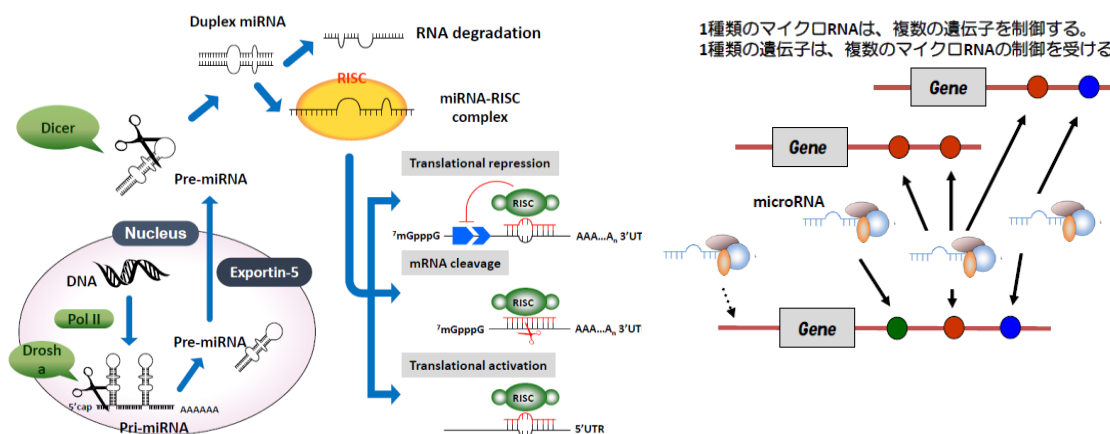 Duplex miRNA
RNA degradation
RISC
miRNA-RISC
complex
Dicer
Pre-miRNA
Nucleus
Exportin-5
DNA
Pol II
Pre-miRNA
Drosh
a
5'cap
AAAAAA
Pri-miRNA
Translational repression
RISC
⁷mGpppG
AAA...Aₙ 3'UT
mRNA cleavage
RISC
⁷mGpppG
AAA...Aₙ 3'UT
Translational activation
RISC
5'UTR
1種類のマイクロRNAは、複数の遺伝子を制御する。
1種類の遺伝子は、複数のマイクロRNAの制御を受ける
Gene
Gene
microRNA
Gene